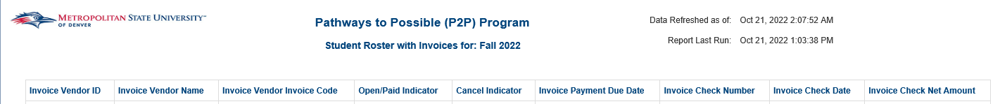 METROPOLITAN STATE UNIVERSITY™
OF DENVER
Pathways to Possible (P2P) Program
Student Roster with Invoices for: Fall 2022
Data Refreshed as of: Oct 21, 2022 2:07:52 AM
Report Last Run: Oct 21, 2022 1:03:38 PM
Invoice Vendor ID Invoice Vendor Name Invoice Vendor Invoice Code Open/Paid Indicator Cancel Indicator Invoice Payment Due Date Invoice Check Number Invoice Check Date Invoice Check Net Amount